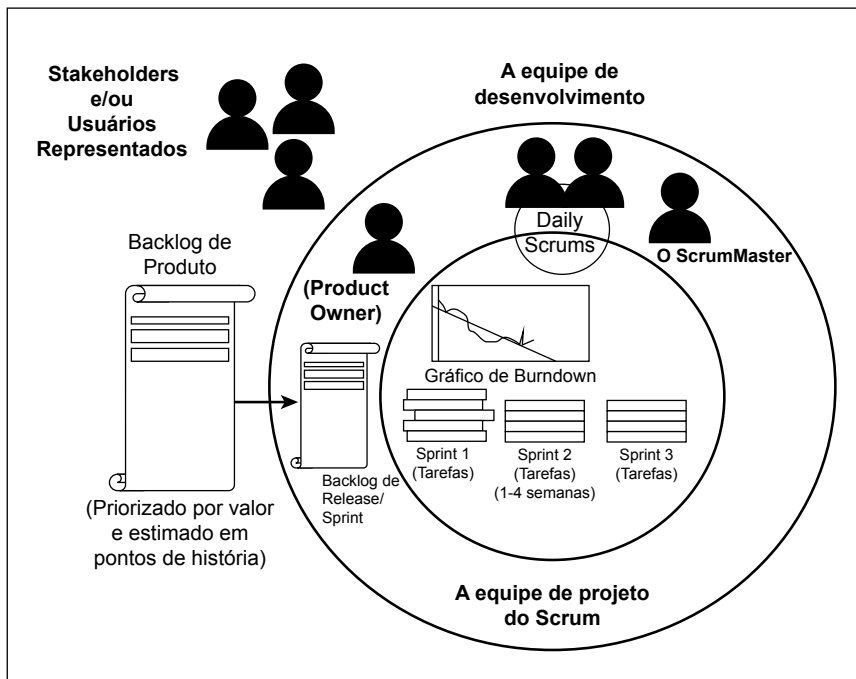 Stakeholders
e/ou
Usuários
Representados
A equipe de
desenvolvimento
Daily
Scrums
O ScrumMaster
Backlog de
Produto
(Product
Owner)
Gráfico de Burndown
Sprint 1
(Tarefas)
Sprint 2
(Tarefas)
(1-4 semanas)
Sprint 3
(Tarefas)
Backlog de
Release/
Sprint
(Priorizado por valor
e estimado em
pontos de história)
A equipe de projeto
do Scrum